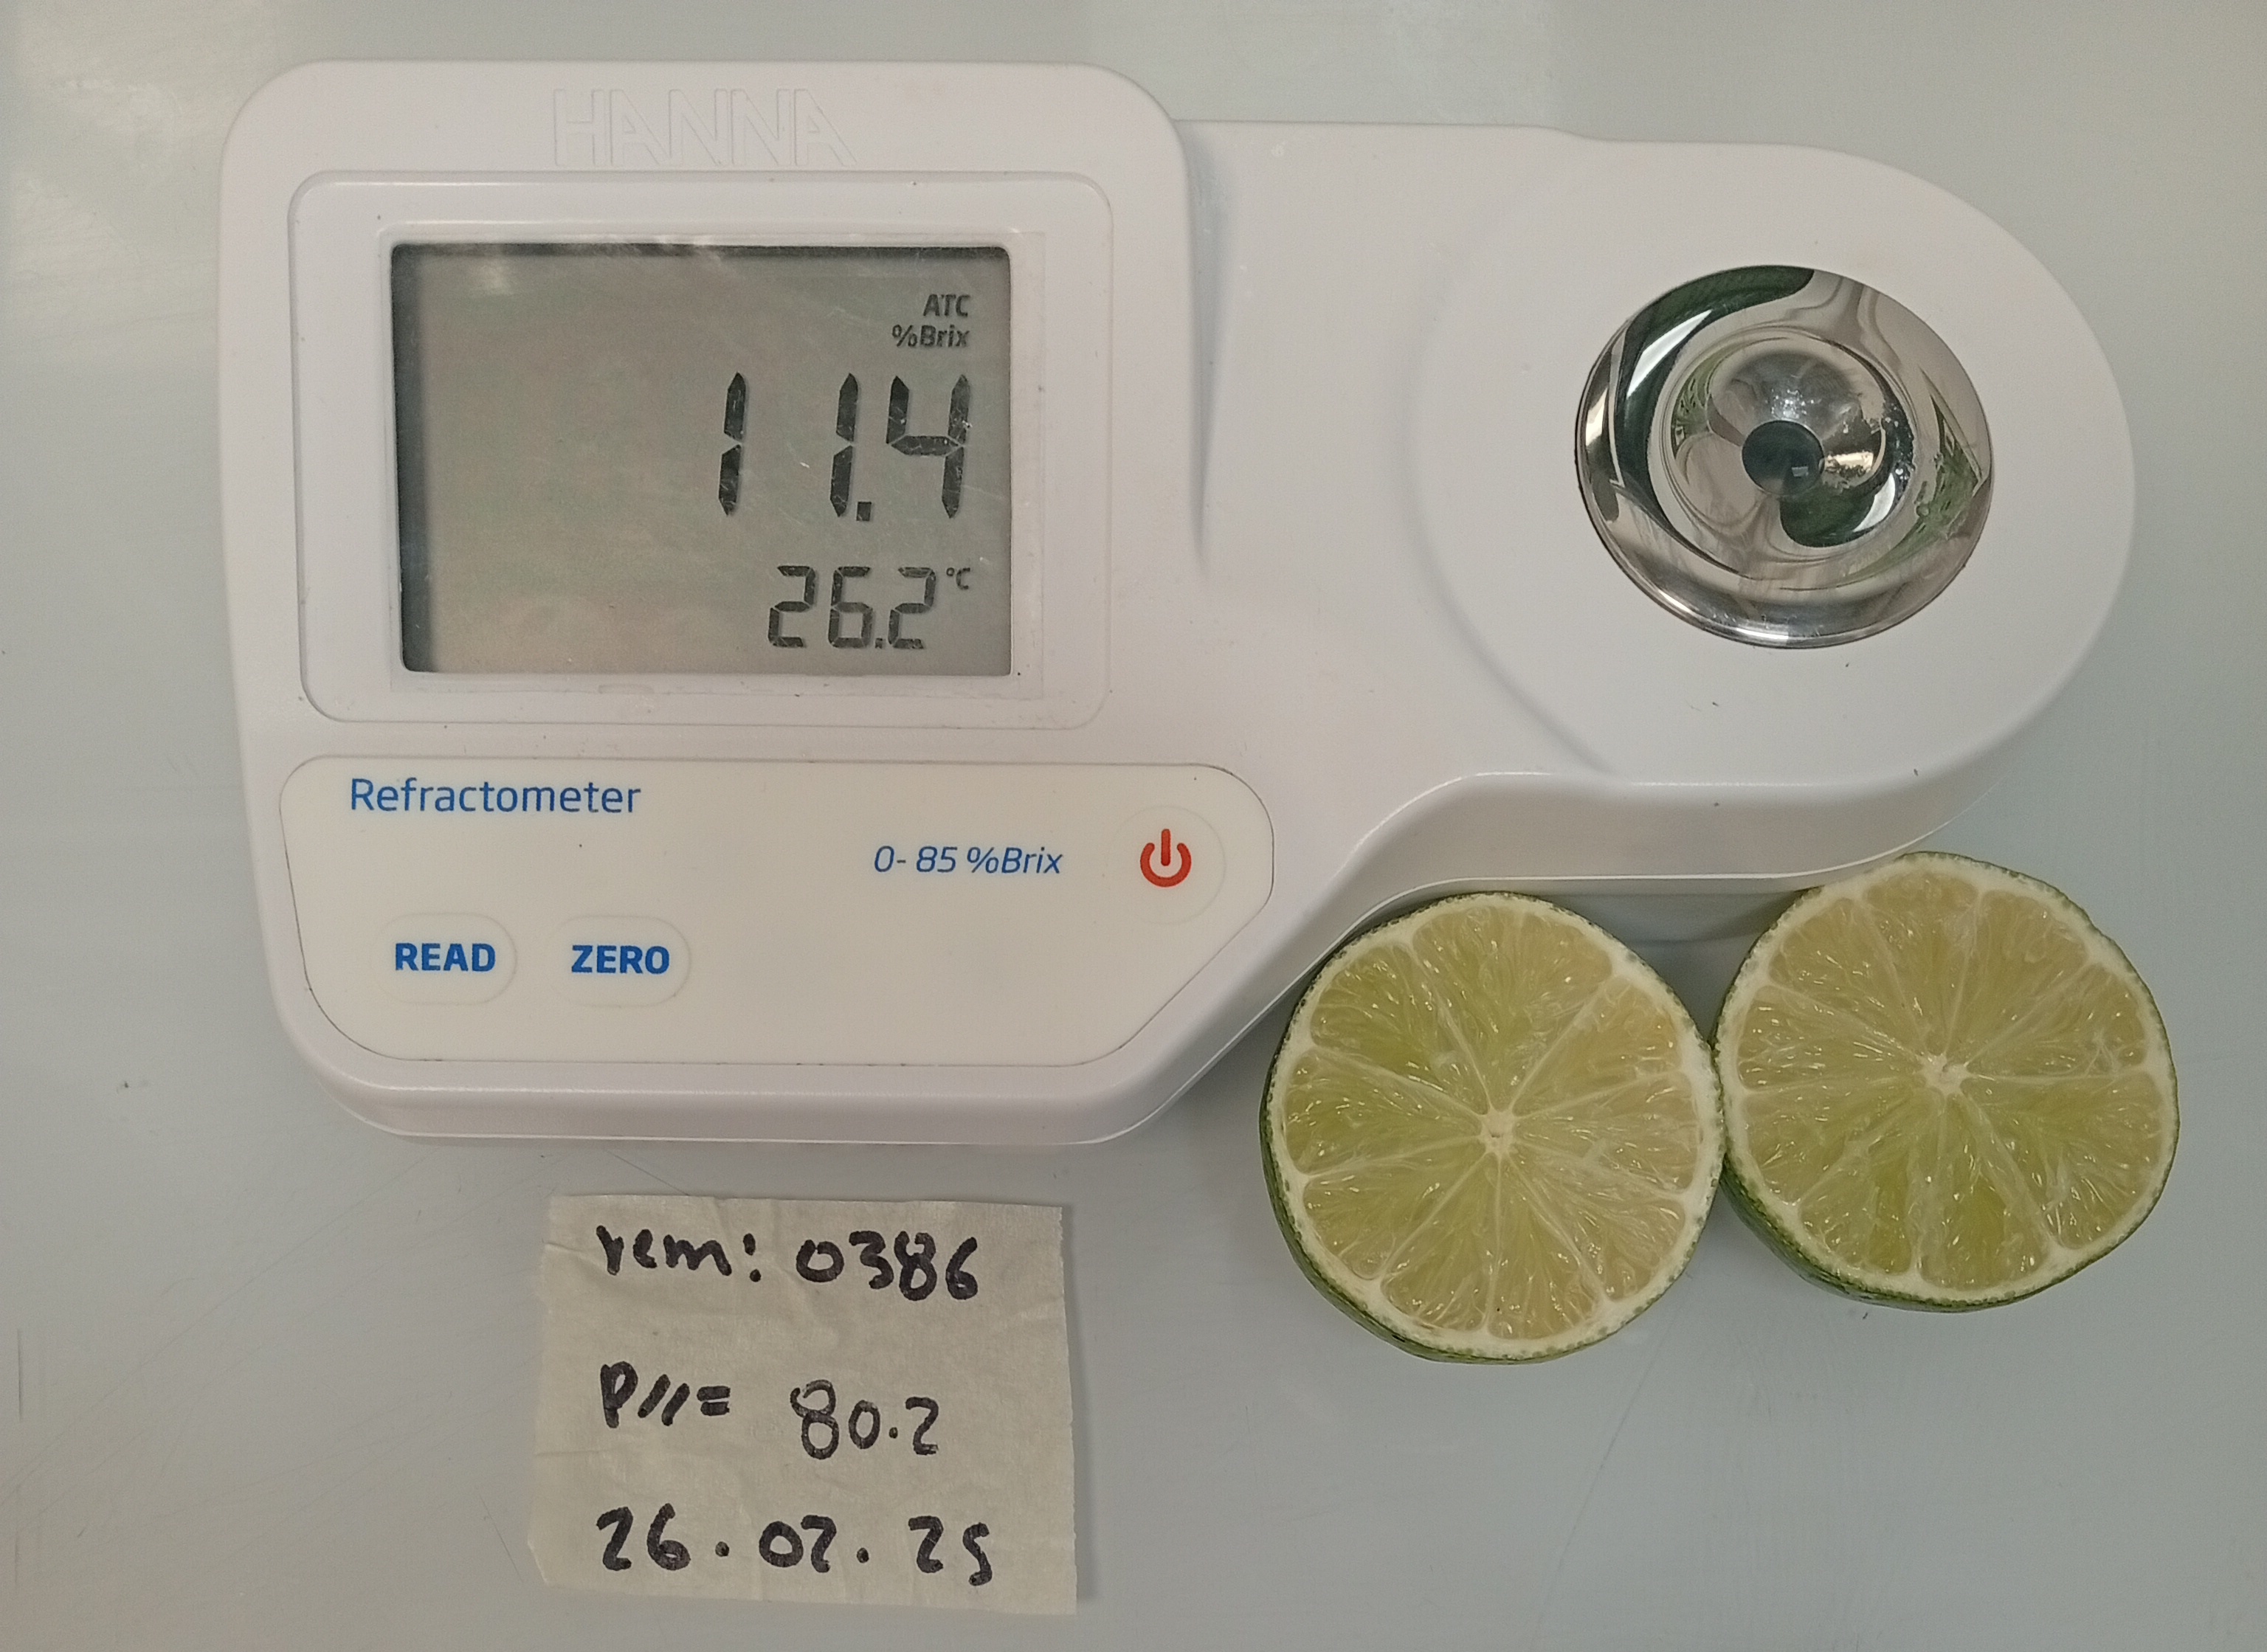 HANNA
ATC
%Brix
11.4
26.2 °C
Refractometer
0- 85 %Brix
READ ZERO
rem: 0386
P//= 80.2
26.02.25